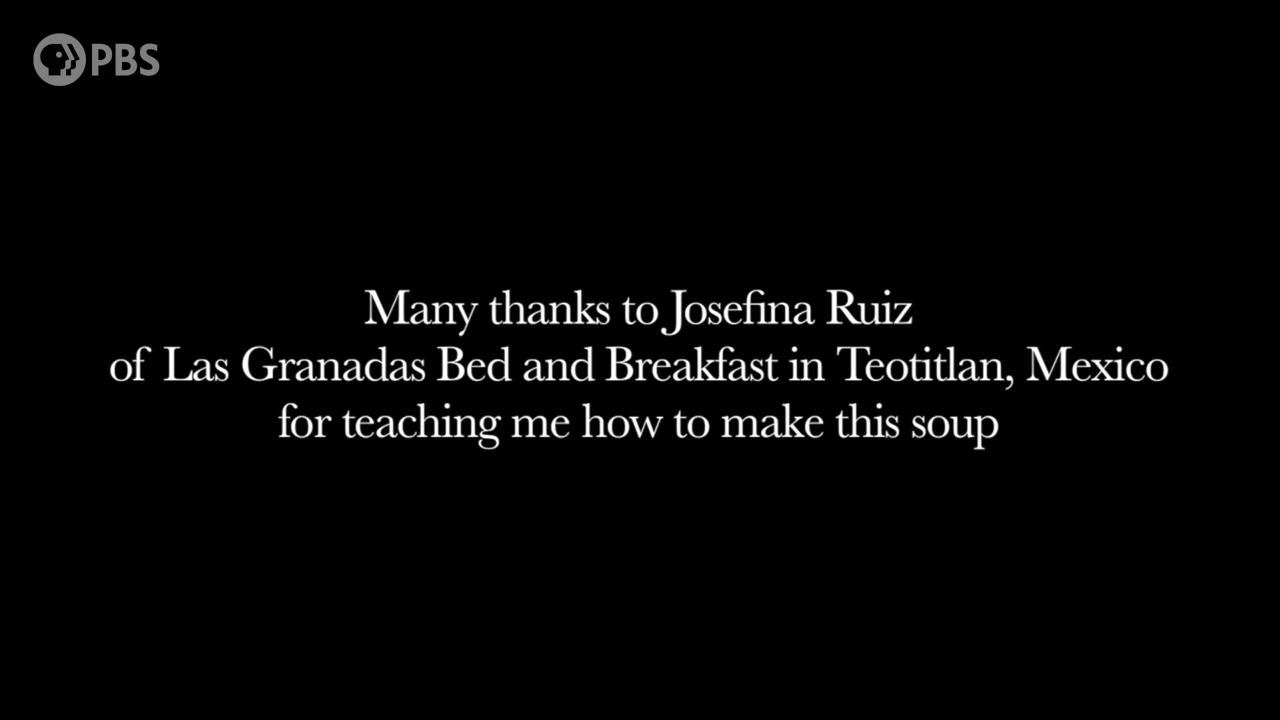 PBS
Many thanks to Josefina Ruiz
of Las Granadas Bed and Breakfast in Teotitlan, Mexico
for teaching me how to make this soup